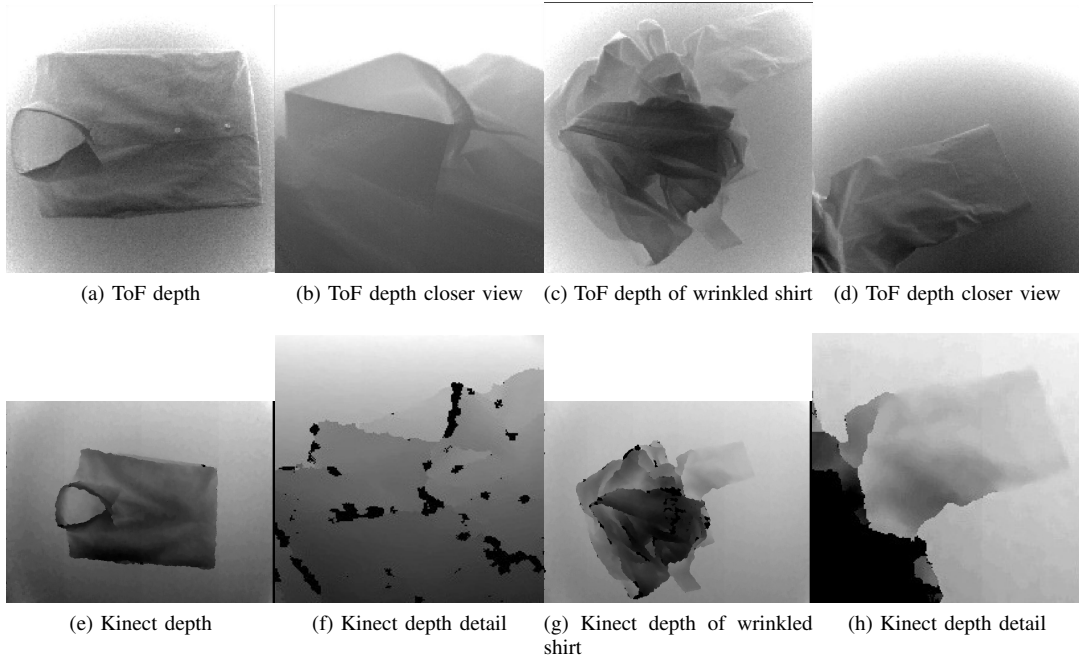 (a) ToF depth
(b) ToF depth closer view
(c) ToF depth of wrinkled shirt
(d) ToF depth closer view
(e) Kinect depth
(f) Kinect depth detail
(g) Kinect depth of wrinkled
shirt
(h) Kinect depth detail